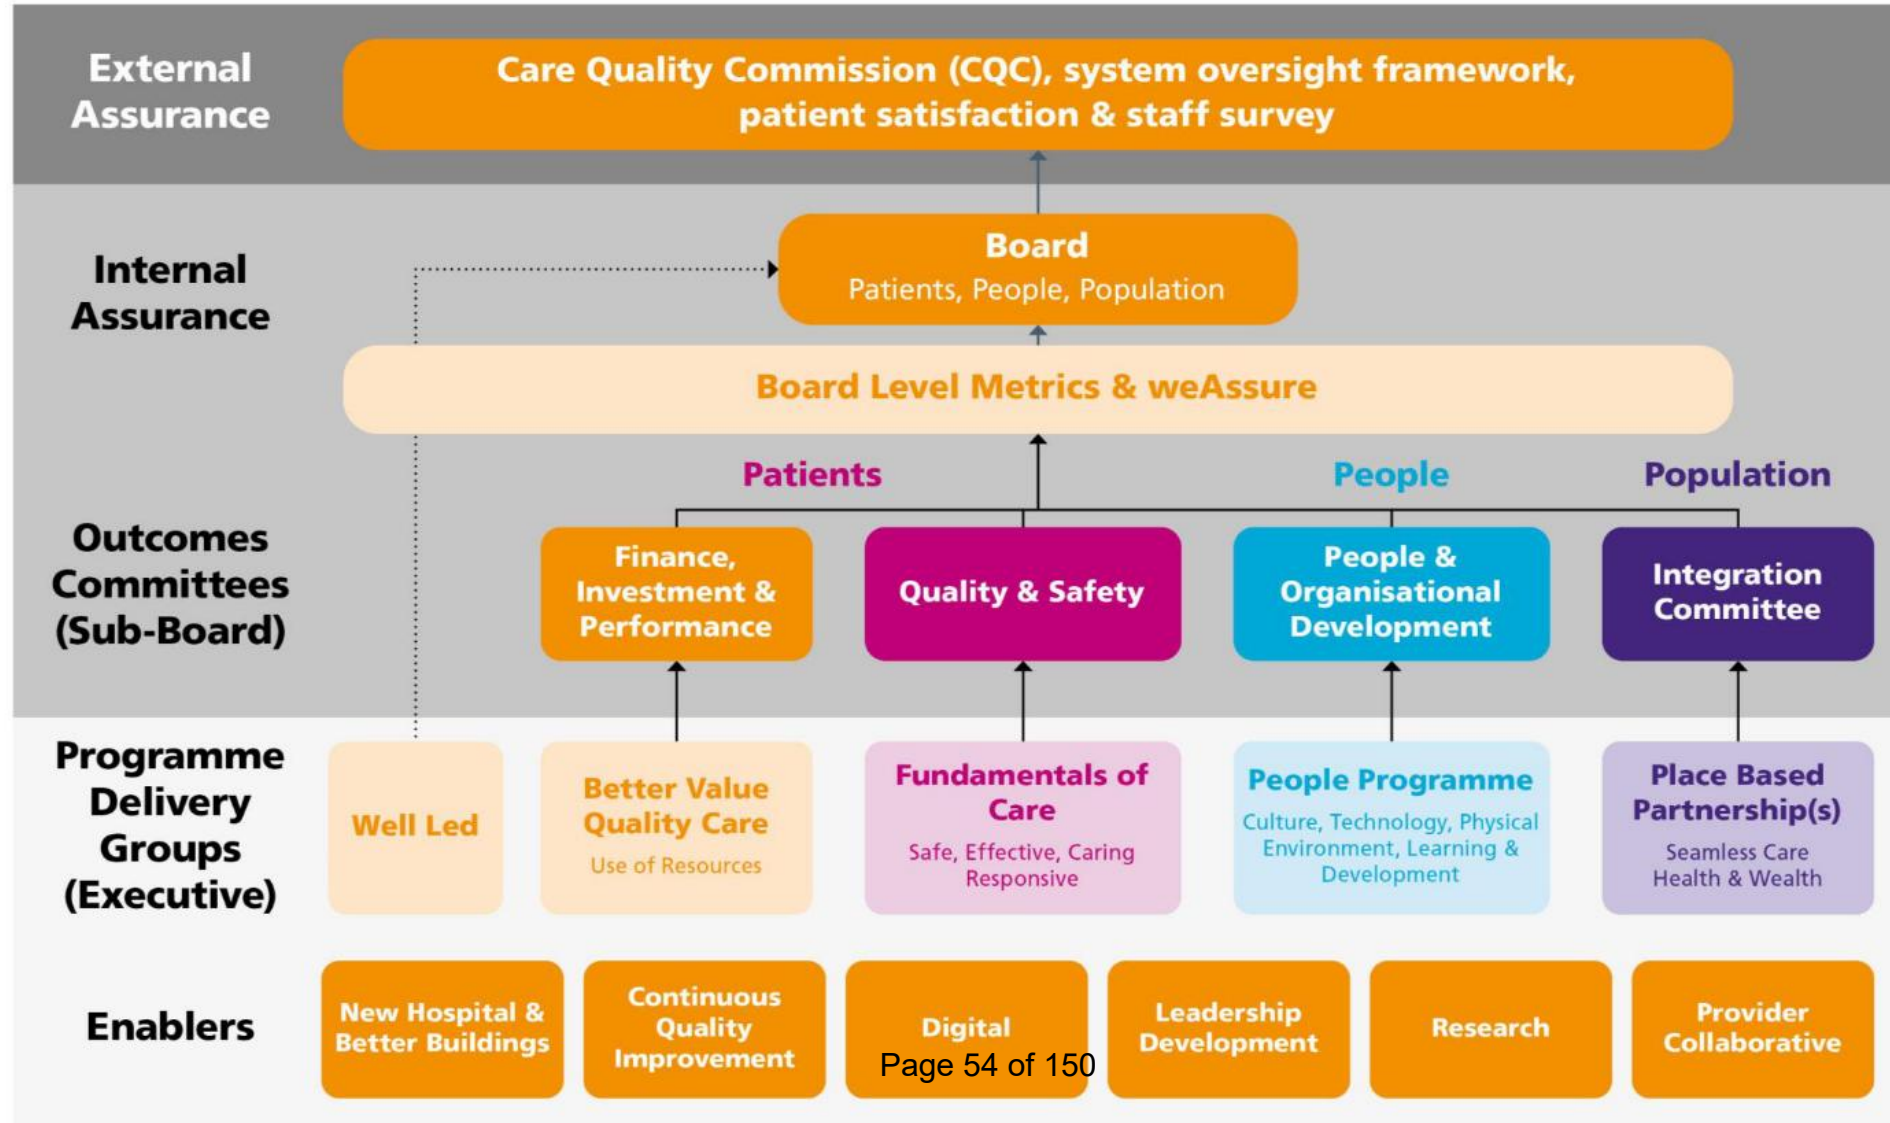 External
Assurance
Care Quality Commission (CQC), system oversight framework,
patient satisfaction & staff survey
Internal
Assurance
Board
Patients, People, Population
Board Level Metrics & weAssure
Patients
People
Population
Outcomes
Committees
(Sub-Board)
Finance,
Investment &
Performance
Quality & Safety
People &
Organisational
Development
Integration
Committee
Programme
Delivery
Groups
(Executive)
Well Led
Better Value
Quality Care
Use of Resources
Fundamentals of
Care
Safe, Effective, Caring
Responsive
People Programme
Culture, Technology, Physical
Environment, Learning &
Development
Place Based
Partnership(s)
Seamless Care
Health & Wealth
Enablers
New Hospital &
Better Buildings
Continuous
Quality
Improvement
Digital
Leadership
Development
Research
Provider
Collaborative
Page 54 of 150